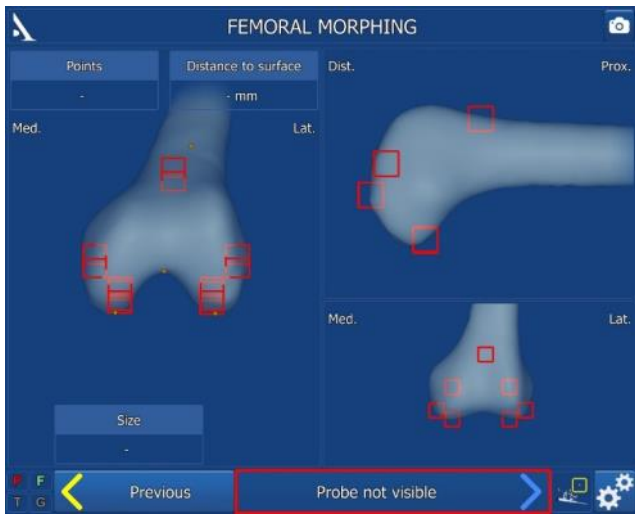 FEMORAL MORPHING
Points
Distance to surface
-
- mm
Med.
Lat.
Dist.
Prox.
Med.
Lat.
Size
-
P F
T G
Previous
Probe not visible